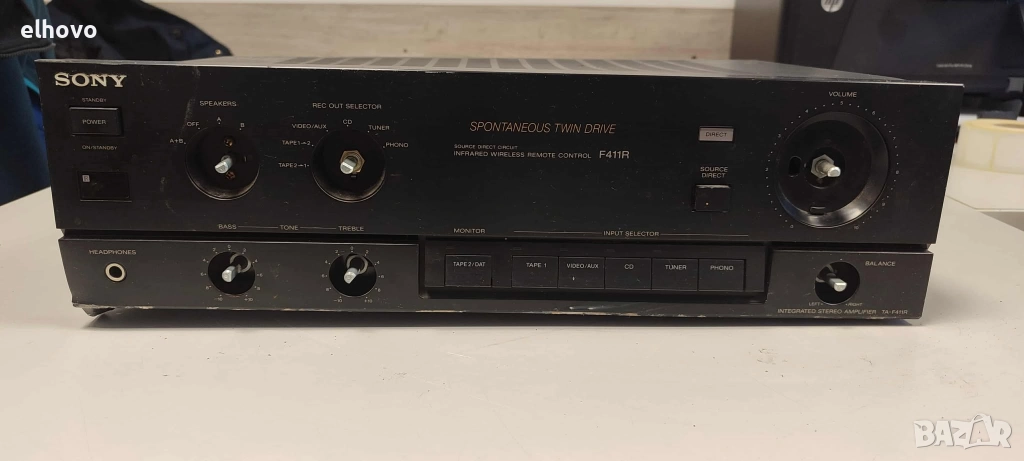 elhovo
SONY
STANDBY
POWER
ON/STANDBY
SPEAKERS
OFF
A
B
A+B
REC OUT SELECTOR
VIDEO/AUX
CD
TUNER
TAPE1→2
PHONO
TAPE2→1
SPONTANEOUS TWIN DRIVE
SOURCE DIRECT CIRCUIT
INFRARED WIRELESS REMOTE CONTROL F411R
DIRECT
SOURCE
DIRECT
VOLUME
HEADPHONES
BASS
TONE
TREBLE
MONITOR
INPUT SELECTOR
TAPE 2/DAT
TAPE 1
VIDEO/AUX
CD
TUNER
PHONO
BALANCE
LEFT
RIGHT
INTEGRATED STEREO AMPLIFIER TA-F411R
BAZAR